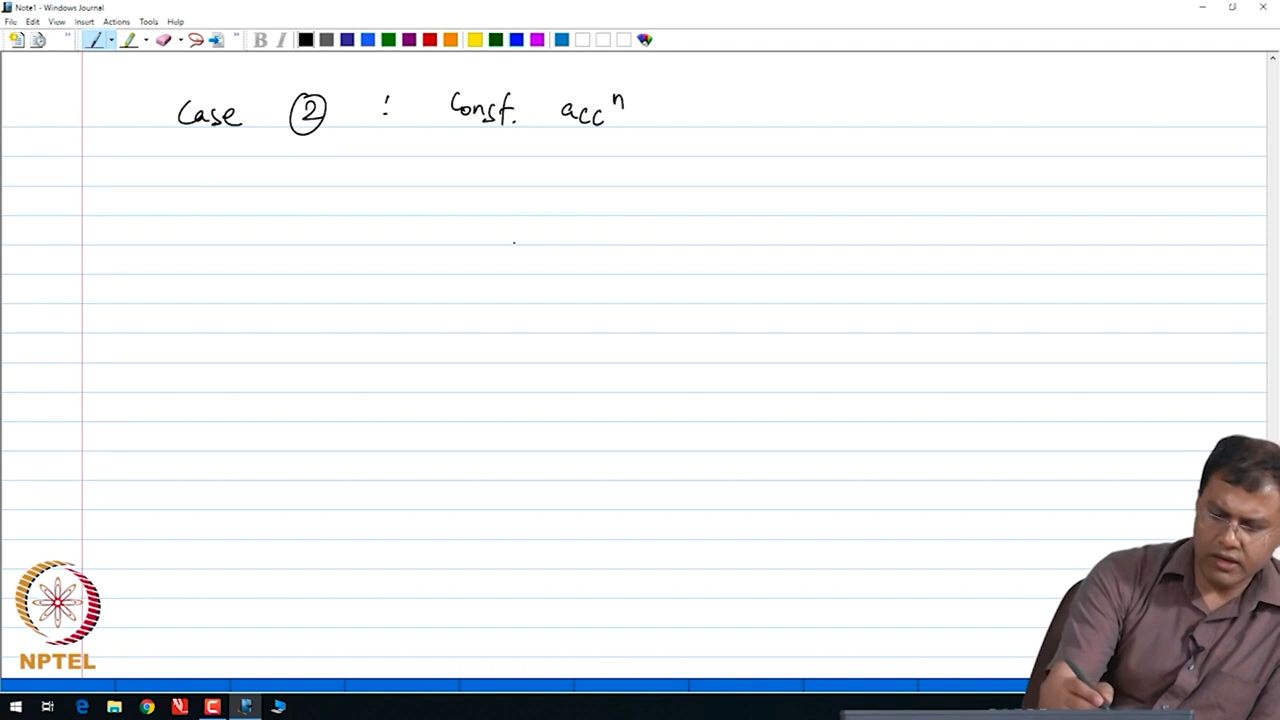 Note1 - Windows Journal
File Edit View Insert Actions Tools Help
B I
Case ② : Const. accⁿ
NPTEL